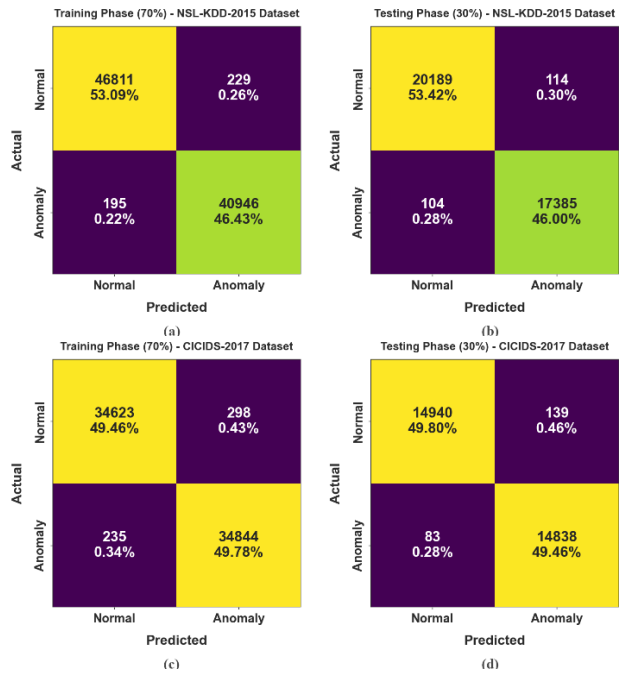 Training Phase (70%) - NSL-KDD-2015 Dataset
Normal
46811
53.09%
229
0.26%
Actual
Anomaly
195
0.22%
40946
46.43%
Normal
Anomaly
Predicted
(a)
Testing Phase (30%) - NSL-KDD-2015 Dataset
Normal
20189
53.42%
114
0.30%
Actual
Anomaly
104
0.28%
17385
46.00%
Normal
Anomaly
Predicted
(b)
Training Phase (70%) - CICIDS-2017 Dataset
Normal
34623
49.46%
298
0.43%
Actual
Anomaly
235
0.34%
34844
49.78%
Normal
Anomaly
Predicted
(c)
Testing Phase (30%) - CICIDS-2017 Dataset
Normal
14940
49.80%
139
0.46%
Actual
Anomaly
83
0.28%
14838
49.46%
Normal
Anomaly
Predicted
(d)